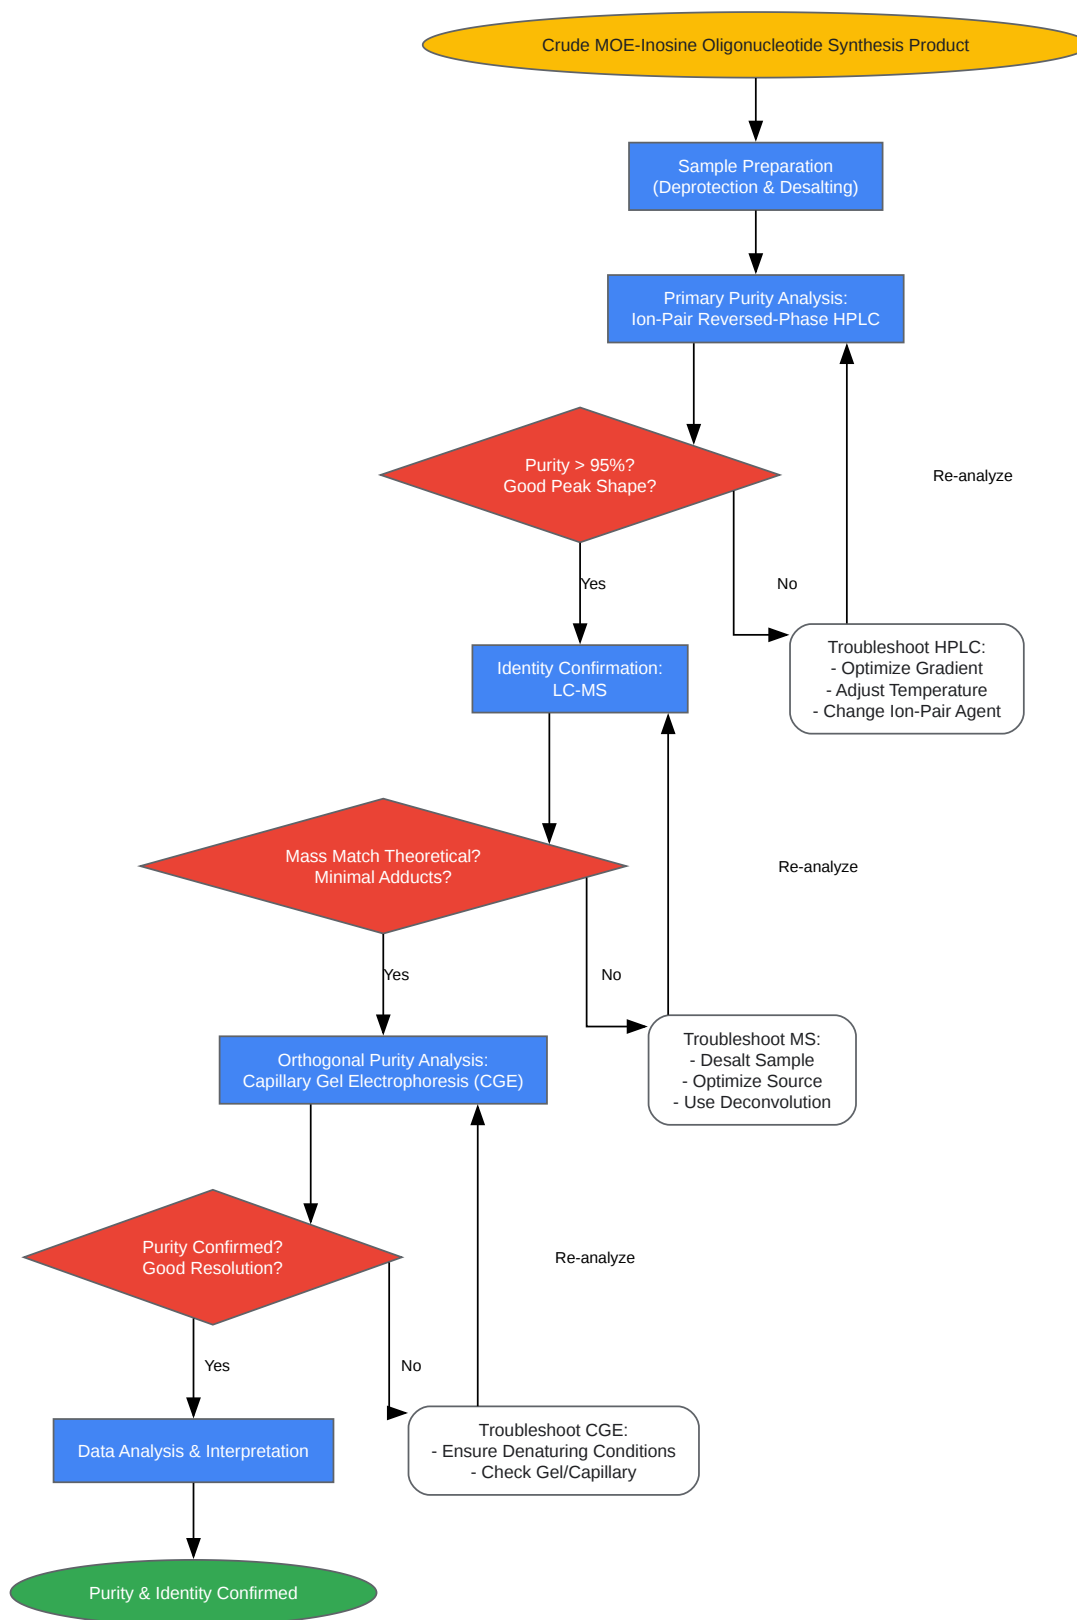 Crude MOE-Inosine Oligonucleotide Synthesis Product
Sample Preparation
(Deprotection & Desalting)
Primary Purity Analysis:
Ion-Pair Reversed-Phase HPLC
Purity > 95%?
Good Peak Shape?
Re-analyze
Yes
No
Troubleshoot HPLC:
- Optimize Gradient
- Adjust Temperature
- Change Ion-Pair Agent
Identity Confirmation:
LC-MS
Mass Match Theoretical?
Minimal Adducts?
Re-analyze
Yes
No
Troubleshoot MS:
- Desalt Sample
- Optimize Source
- Use Deconvolution
Orthogonal Purity Analysis:
Capillary Gel Electrophoresis (CGE)
Purity Confirmed?
Good Resolution?
Re-analyze
Yes
No
Troubleshoot CGE:
- Ensure Denaturing Conditions
- Check Gel/Capillary
Data Analysis & Interpretation
Purity & Identity Confirmed